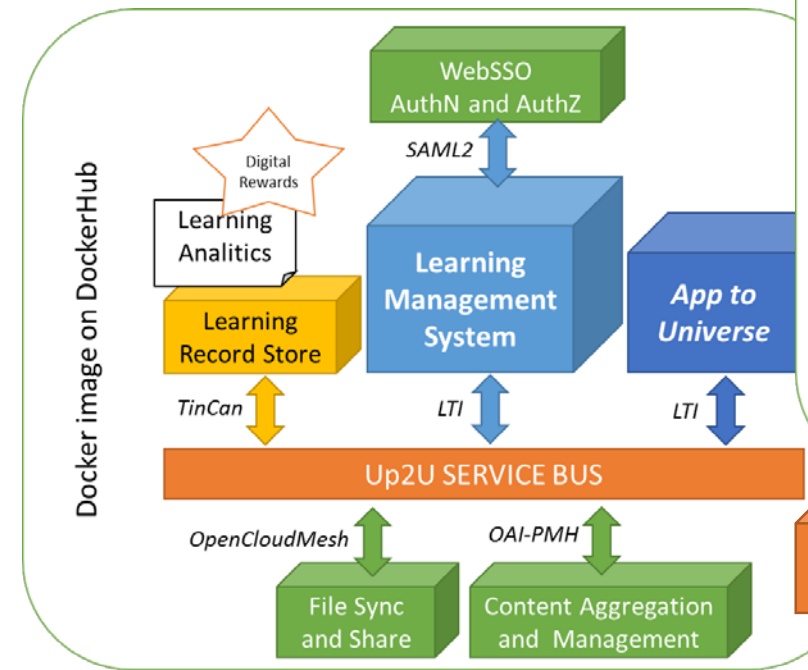 WebSSO
AuthN and AuthZ
SAML2
Digital
Rewards
Learning
Analitics
Learning
Record Store
Learning
Management
System
App to
Universe
TinCan
LTI
LTI
Up2U SERVICE BUS
OpenCloudMesh
OAI-PMH
File Sync
and Share
Content Aggregation
and Management
Docker image on DockerHub